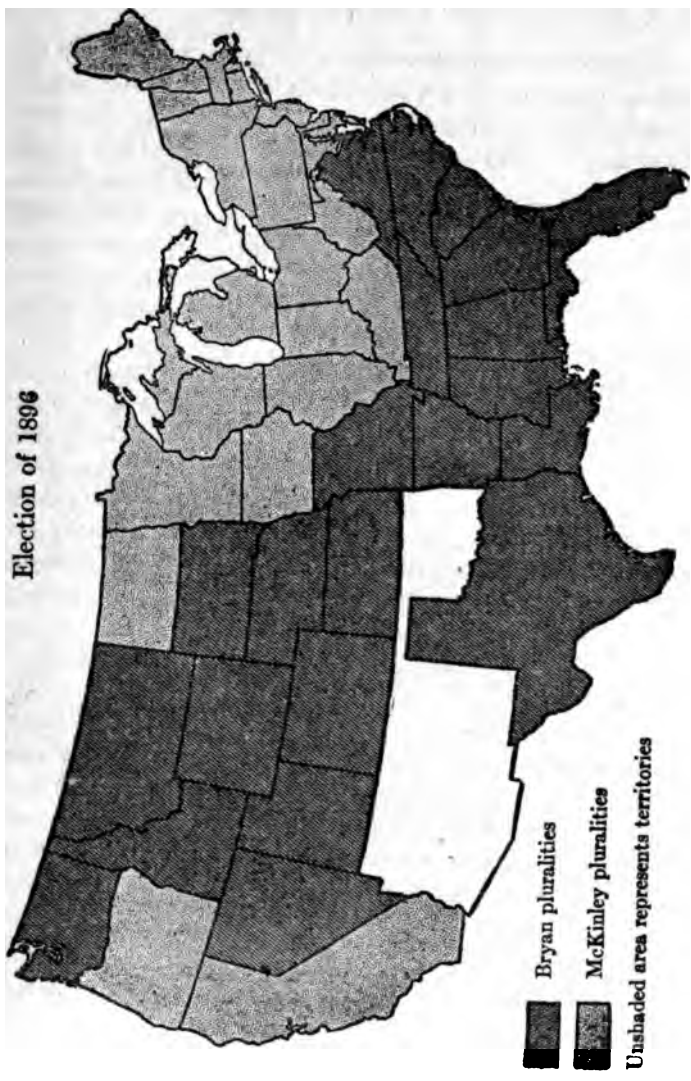 Election of 1896
Bryan pluralities
McKinley pluralities
Unshaded area represents territories